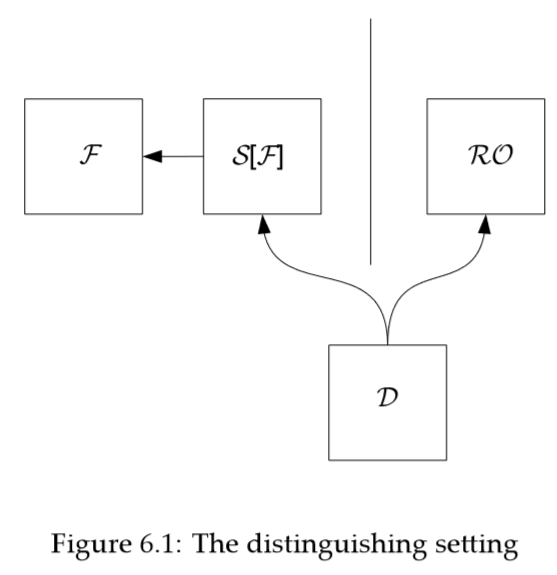 𝓕 𝓢[𝓕] 𝓡𝓞
𝓓
Figure 6.1: The distinguishing setting